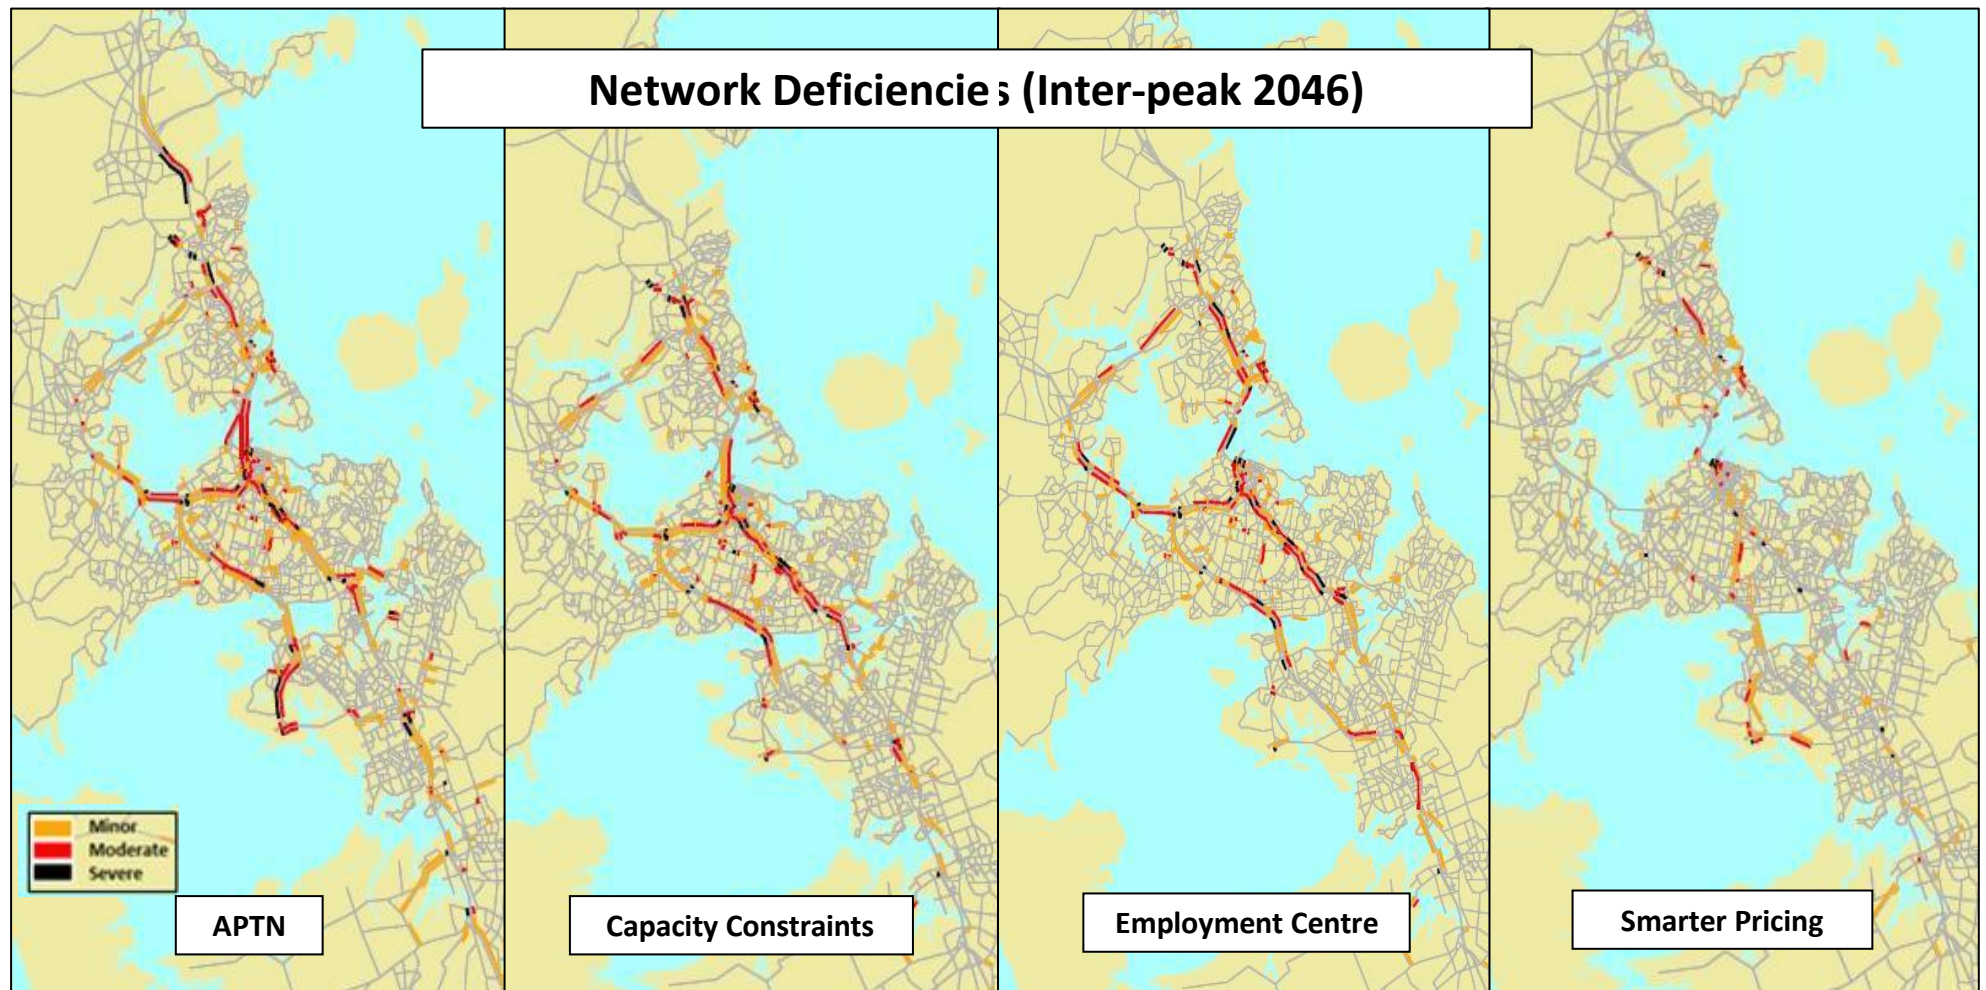 Network Deficiencies (Inter-peak 2046)
Minor
Moderate
Severe
APTN
Capacity Constraints
Employment Centre
Smarter Pricing